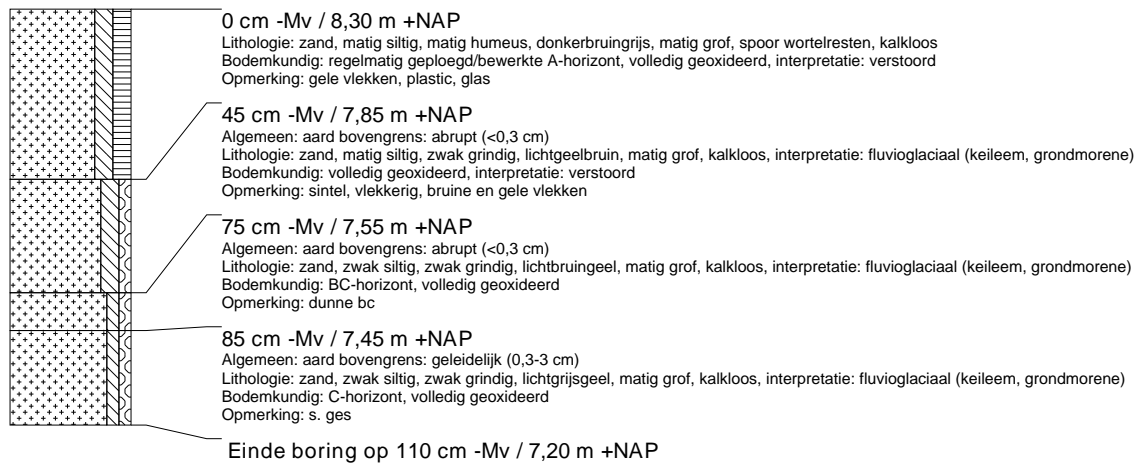 0 cm -Mv / 8,30 m +NAP
Lithologie: zand, matig siltig, matig humeus, donkerbruingrijs, matig grof, spoor wortelresten, kalkloos
Bodemkundig: regelmatig geploegd/bewerkte A-horizont, volledig geoxideerd, interpretatie: verstoord
Opmerking: gele vlekken, plastic, glas
45 cm -Mv / 7,85 m +NAP
Algemeen: aard bovengrens: abrupt (<0,3 cm)
Lithologie: zand, matig siltig, zwak grindig, lichtgeelbruin, matig grof, kalkloos, interpretatie: fluvioglaciaal (keileem, grondmorene)
Bodemkundig: volledig geoxideerd, interpretatie: verstoord
Opmerking: sintel, vlekkerig, bruine en gele vlekken
75 cm -Mv / 7,55 m +NAP
Algemeen: aard bovengrens: abrupt (<0,3 cm)
Lithologie: zand, zwak siltig, zwak grindig, lichtbruingeel, matig grof, kalkloos, interpretatie: fluvioglaciaal (keileem, grondmorene)
Bodemkundig: BC-horizont, volledig geoxideerd
Opmerking: dunne bc
85 cm -Mv / 7,45 m +NAP
Algemeen: aard bovengrens: geleidelijk (0,3-3 cm)
Lithologie: zand, zwak siltig, zwak grindig, lichtgrijsgeel, matig grof, kalkloos, interpretatie: fluvioglaciaal (keileem, grondmorene)
Bodemkundig: C-horizont, volledig geoxideerd
Opmerking: s. ges
Einde boring op 110 cm -Mv / 7,20 m +NAP